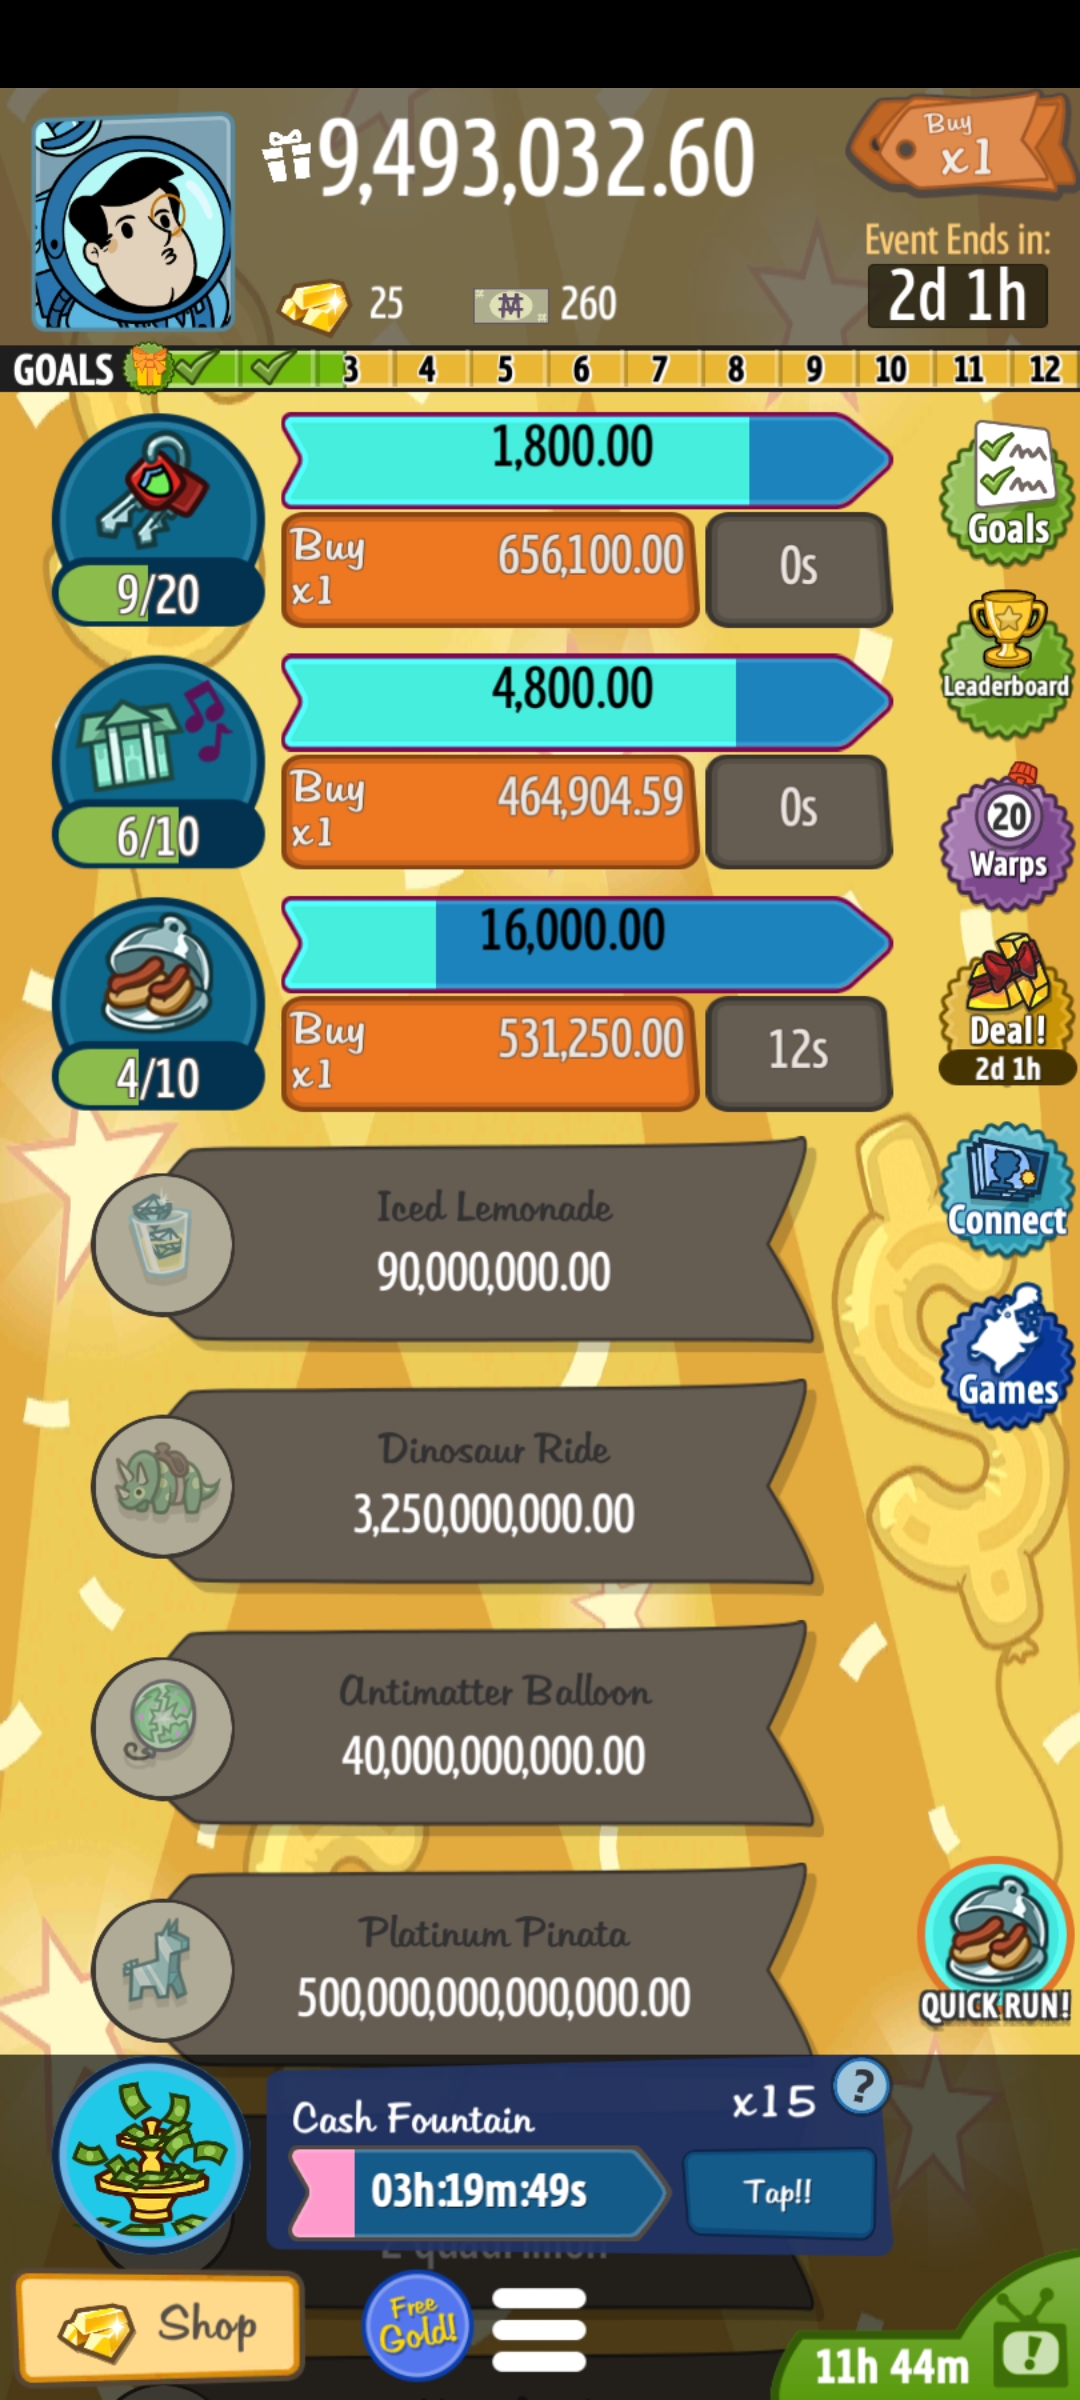 9,493,032.60
Buy
x1
Event Ends in:
2d 1h
25
260
GOALS 3 4 5 6 7 8 9 10 11 12
1,800.00
Buy
x1
656,100.00
0s
9/20
Goals
4,800.00
Buy
x1
464,904.59
0s
6/10
Leaderboard
20
Warps
16,000.00
Buy
x1
531,250.00
12s
4/10
Deal!
2d 1h
Iced Lemonade
90,000,000.00
Connect
Games
Dinosaur Ride
3,250,000,000.00
Antimatter Balloon
40,000,000,000.00
Platinum Pinata
500,000,000,000,000.00
QUICK RUN!
Cash Fountain
x15
?
03h:19m:49s
Tap!!
Shop
Free
Gold!
11h 44m
!